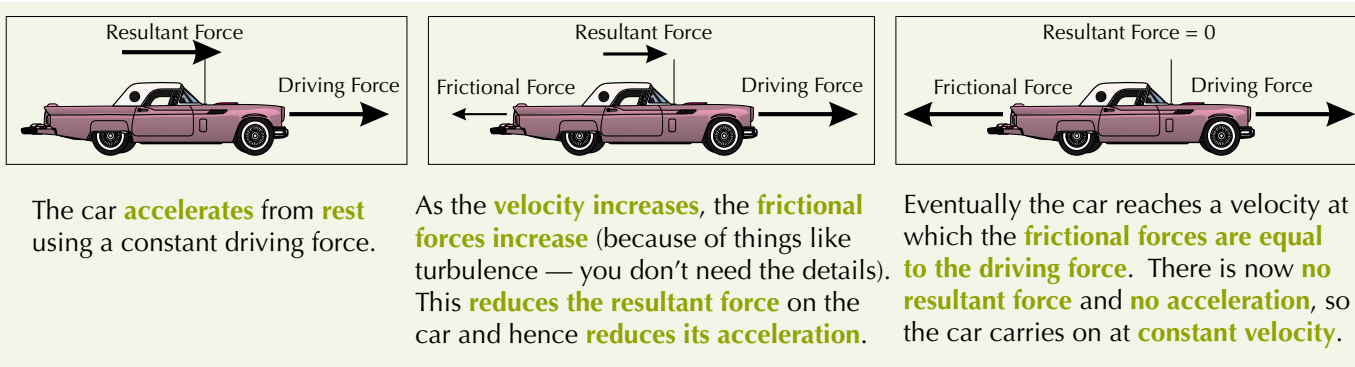 Resultant Force
Driving Force
The car accelerates from rest
using a constant driving force.
Resultant Force
Frictional Force
Driving Force
As the velocity increases, the frictional
forces increase (because of things like
turbulence — you don’t need the details).
This reduces the resultant force on the
car and hence reduces its acceleration.
Resultant Force = 0
Frictional Force
Driving Force
Eventually the car reaches a velocity at
which the frictional forces are equal
to the driving force. There is now no
resultant force and no acceleration, so
the car carries on at constant velocity.